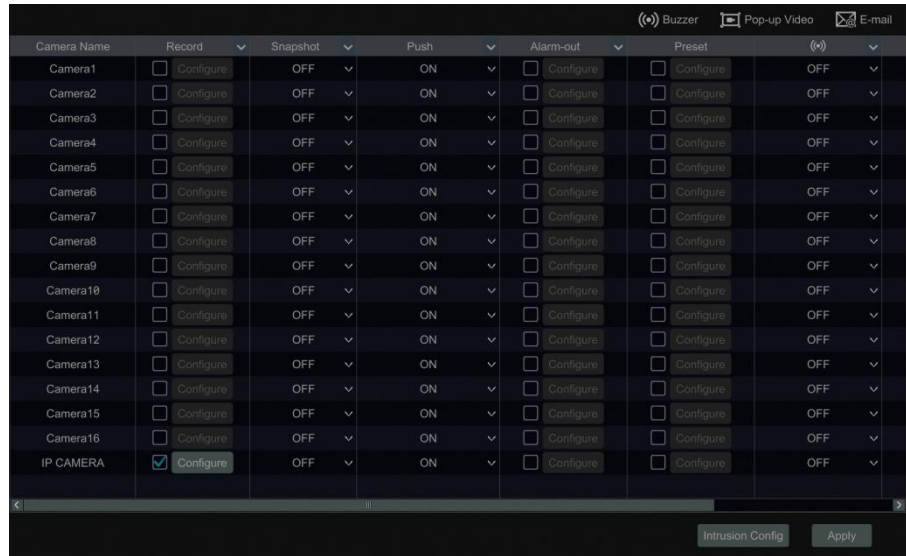 Buzzer Pop-up Video E-mail
Camera Name Record Snapshot Push Alarm-out Preset
Camera1 Configure OFF ON Configure Configure OFF
Camera2 Configure OFF ON Configure Configure OFF
Camera3 Configure OFF ON Configure Configure OFF
Camera4 Configure OFF ON Configure Configure OFF
Camera5 Configure OFF ON Configure Configure OFF
Camera6 Configure OFF ON Configure Configure OFF
Camera7 Configure OFF ON Configure Configure OFF
Camera8 Configure OFF ON Configure Configure OFF
Camera9 Configure OFF ON Configure Configure OFF
Camera10 Configure OFF ON Configure Configure OFF
Camera11 Configure OFF ON Configure Configure OFF
Camera12 Configure OFF ON Configure Configure OFF
Camera13 Configure OFF ON Configure Configure OFF
Camera14 Configure OFF ON Configure Configure OFF
Camera15 Configure OFF ON Configure Configure OFF
Camera16 Configure OFF ON Configure Configure OFF
IP CAMERA Configure OFF ON Configure Configure OFF
Intrusion Config Apply